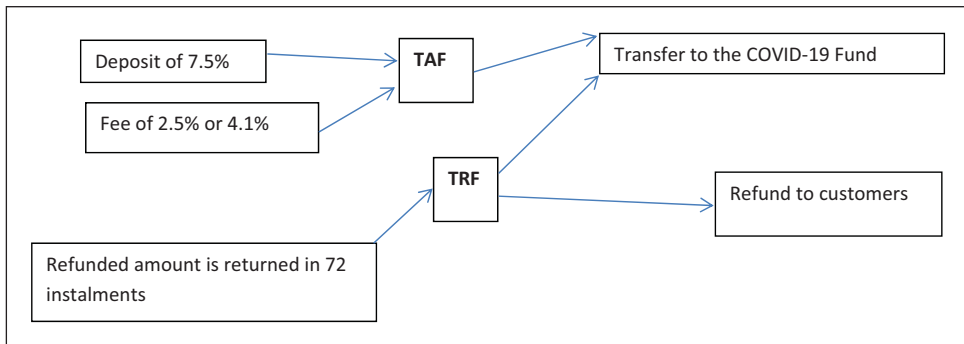 Deposit of 7.5%
TAF
Transfer to the COVID-19 Fund
Fee of 2.5% or 4.1%
TRF
Refund to customers
Refunded amount is returned in 72
instalments